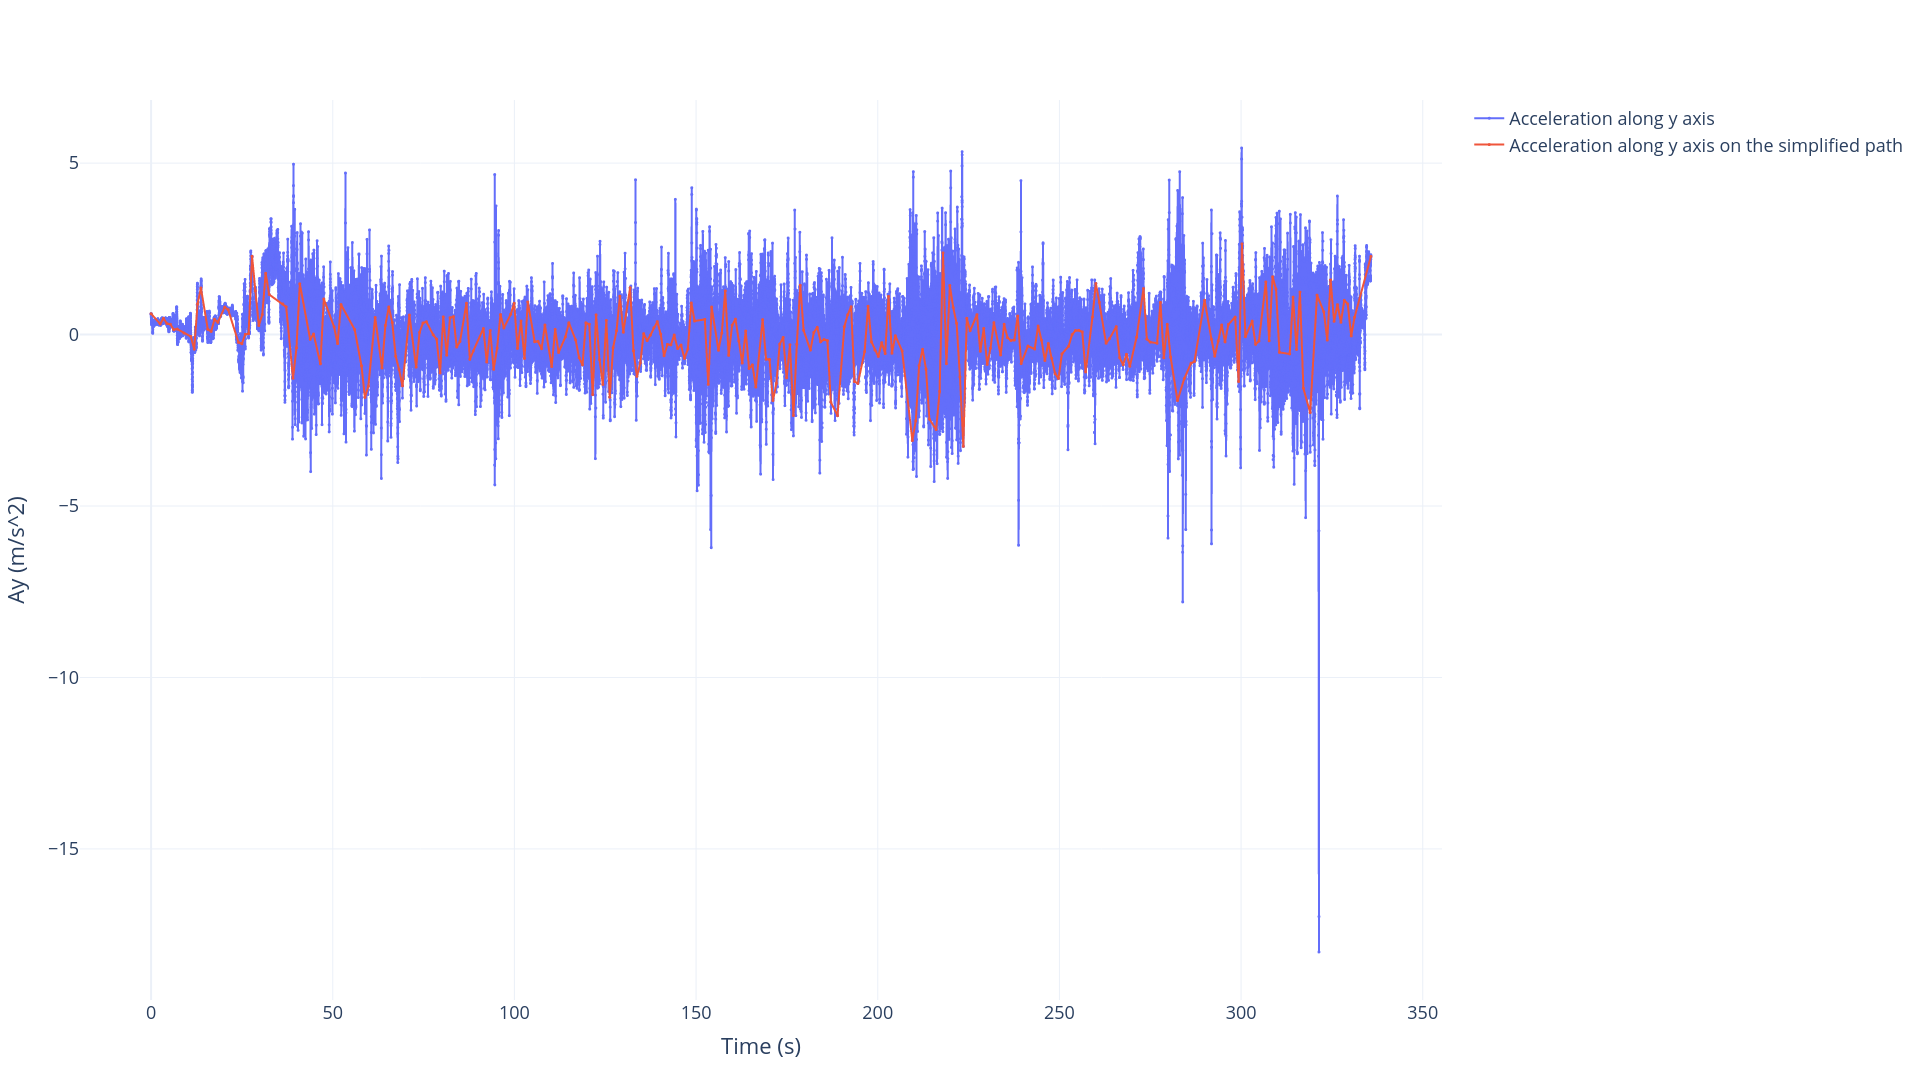 Acceleration along y axis
Acceleration along y axis on the simplified path
5
0
−5
−10
−15
Ay (m/s^2)
0 50 100 150 200 250 300 350
Time (s)